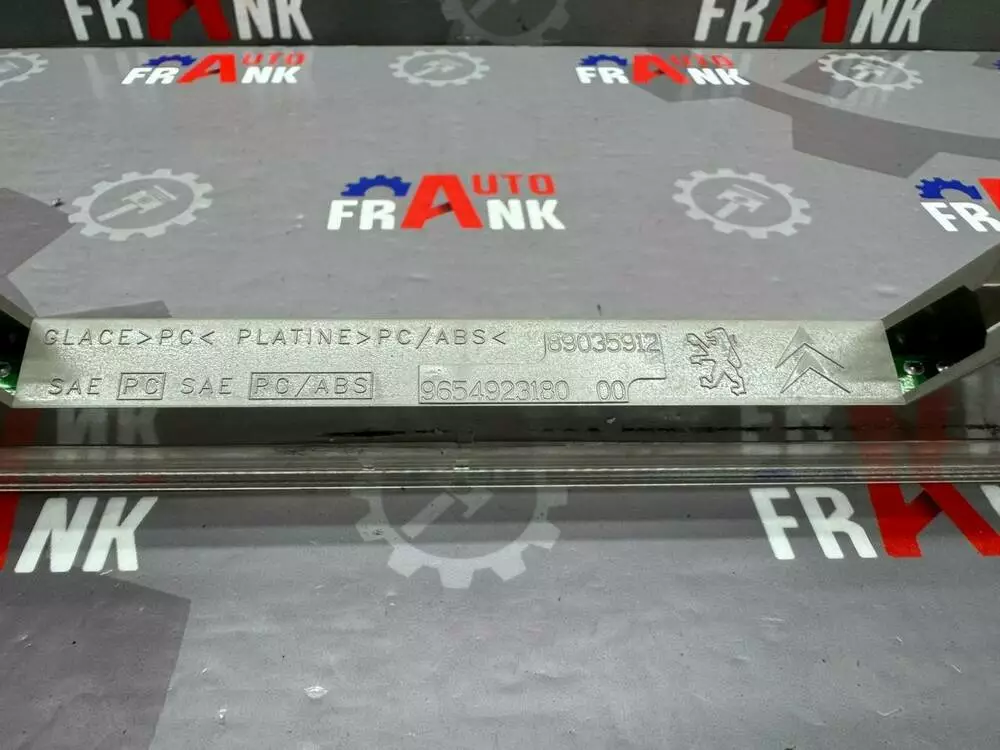 FRANK
FRANK
AUTO
FRANK
AUTO
FRANK
AUTO
FRANK
FR
GLACE>PC< PLATINE>PC/ABS< 89035912
SAE PC SAE PC/ABS 9654923180 00
NK
FRANK